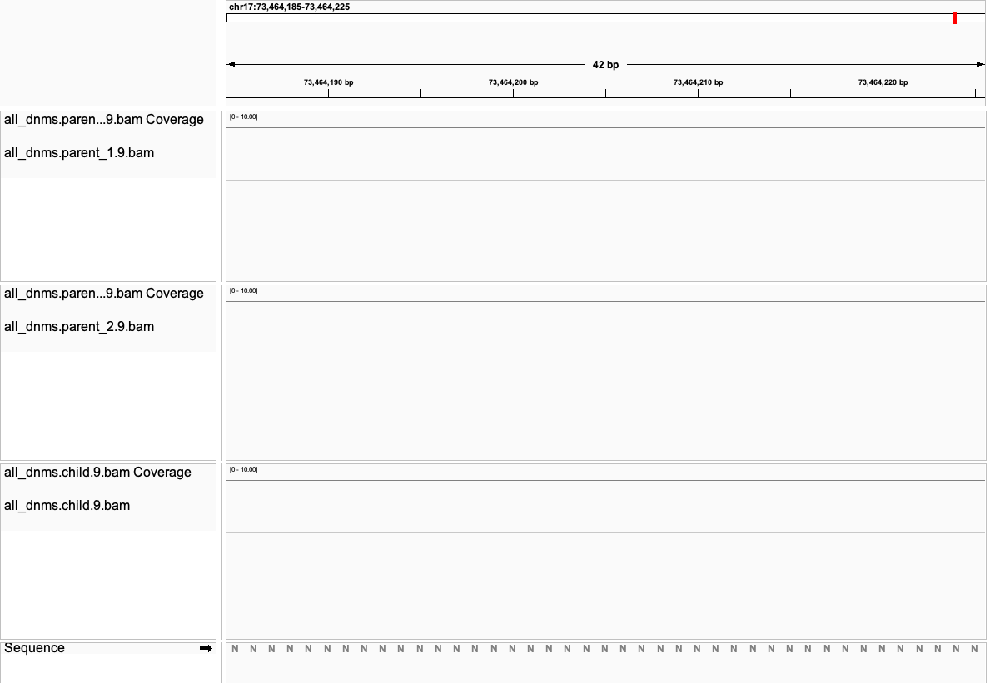 chr17:73,464,185-73,464,225
42 bp
73,464,190 bp 73,464,200 bp 73,464,210 bp 73,464,220 bp
all_dnms.paren...9.bam Coverage
[0 - 10.00]
all_dnms.parent_1.9.bam
all_dnms.paren...9.bam Coverage
[0 - 10.00]
all_dnms.parent_2.9.bam
all_dnms.child.9.bam Coverage
[0 - 10.00]
all_dnms.child.9.bam
Sequence N N N N N N N N N N N N N N N N N N N N N N N N N N N N N N N N N N N N N N N N N